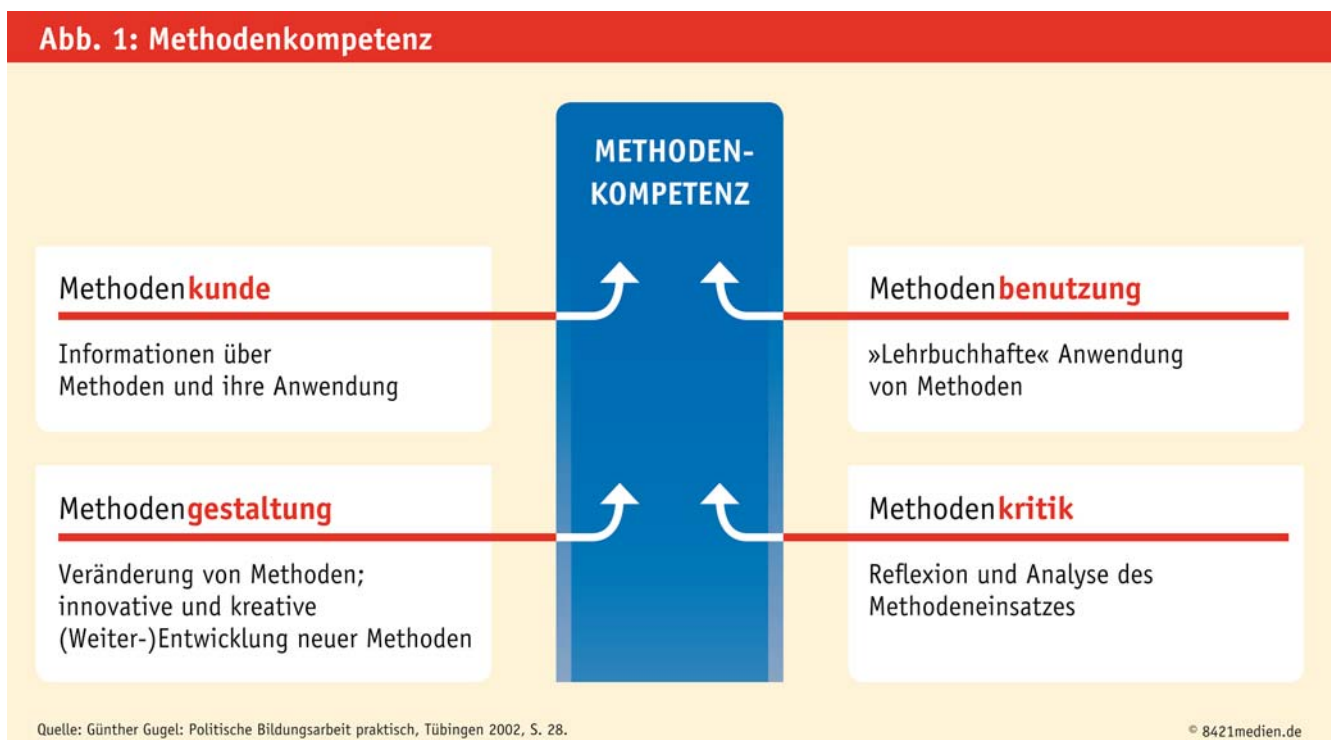 Abb. 1: Methodenkompetenz
METHODEN-
KOMPETENZ
Methodenkunde
Informationen über
Methoden und ihre Anwendung
Methodenbenutzung
»Lehrbuchhafte« Anwendung
von Methoden
Methodengestaltung
Veränderung von Methoden;
innovative und kreative
(Weiter-)Entwicklung neuer Methoden
Methodenkritik
Reflexion und Analyse des
Methodeneinsatzes
Quelle: Günther Gugel: Politische Bildungsarbeit praktisch, Tübingen 2002, S. 28.
© 8421medien.de